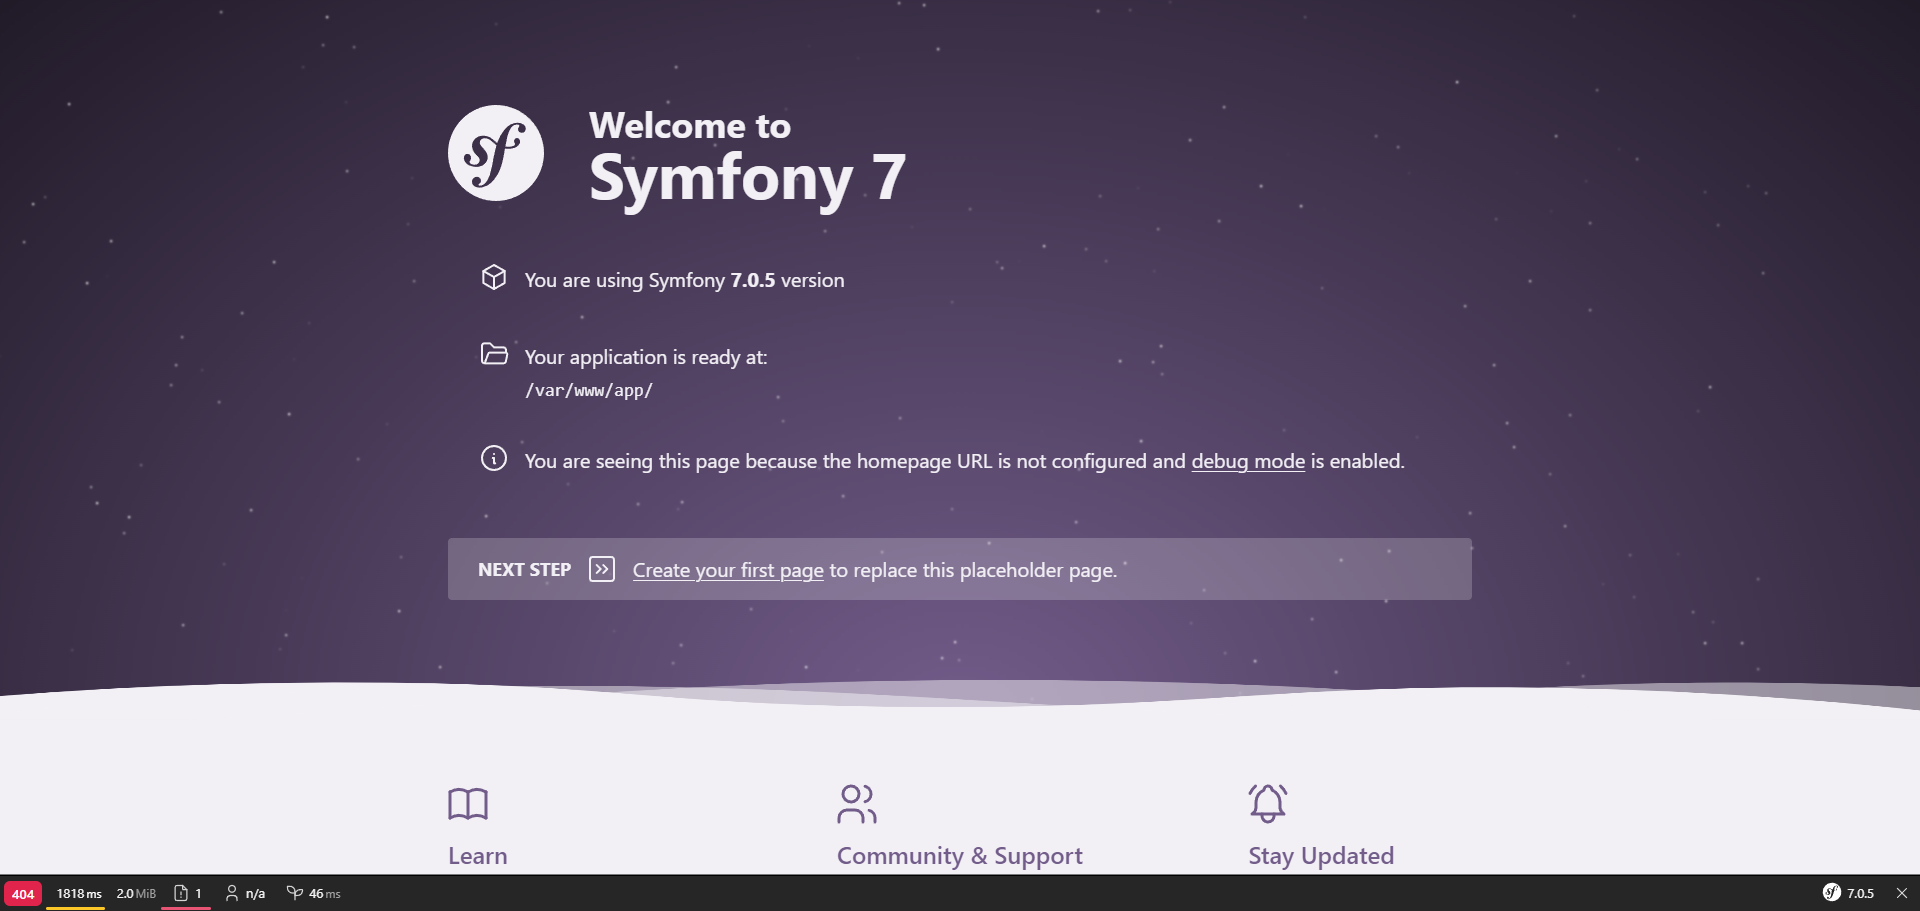 sf
Welcome to
Symfony 7
You are using Symfony 7.0.5 version
Your application is ready at:
/var/www/app/
You are seeing this page because the homepage URL is not configured and debug mode is enabled.
NEXT STEP Create your first page to replace this placeholder page.
Learn Community & Support Stay Updated
404 1818 ms 2.0 MiB 1 n/a 46 ms sf 7.0.5